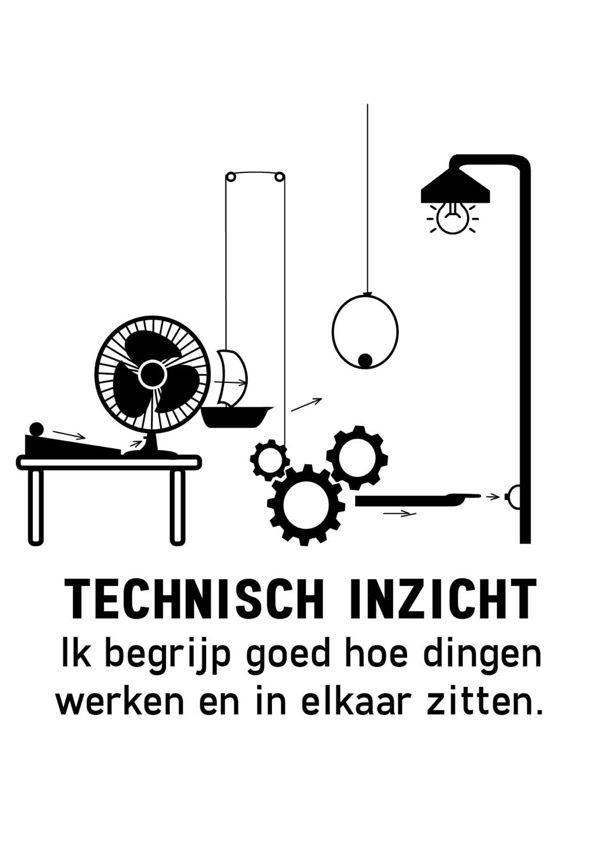 TECHNISCH INZICHT
Ik begrijp goed hoe dingen
werken en in elkaar zitten.